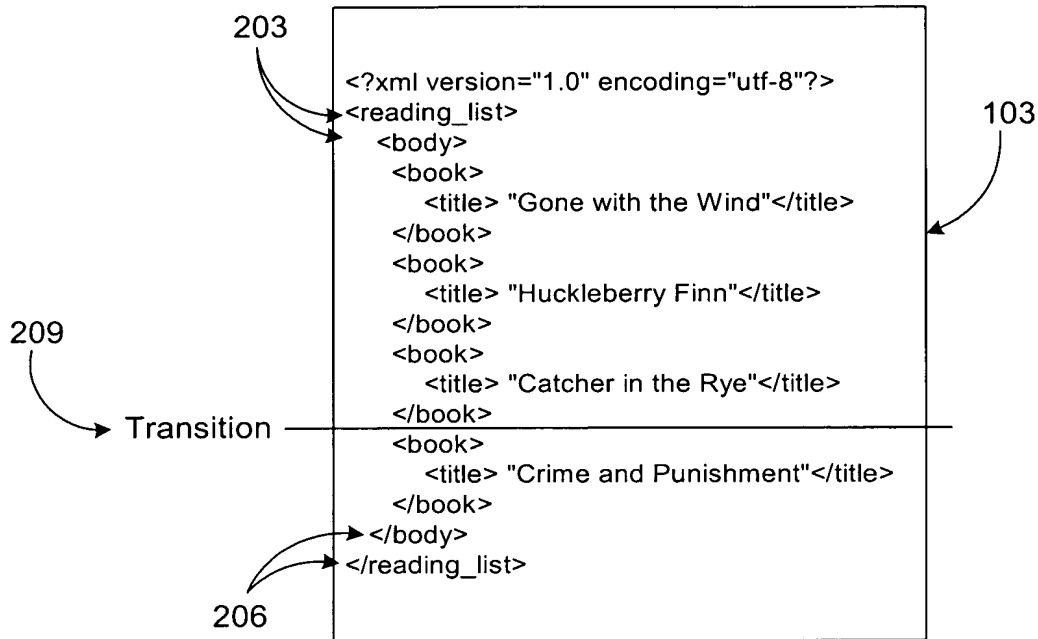 203
<?xml version="1.0" encoding="utf-8"?>
<reading_list>
103
<body>
<book>
<title> "Gone with the Wind"</title>
</book>
<book>
<title> "Huckleberry Finn"</title>
</book>
209
<book>
<title> "Catcher in the Rye"</title>
</book>
Transition
<book>
<title> "Crime and Punishment"</title>
</book>
</body>
</reading_list>
206